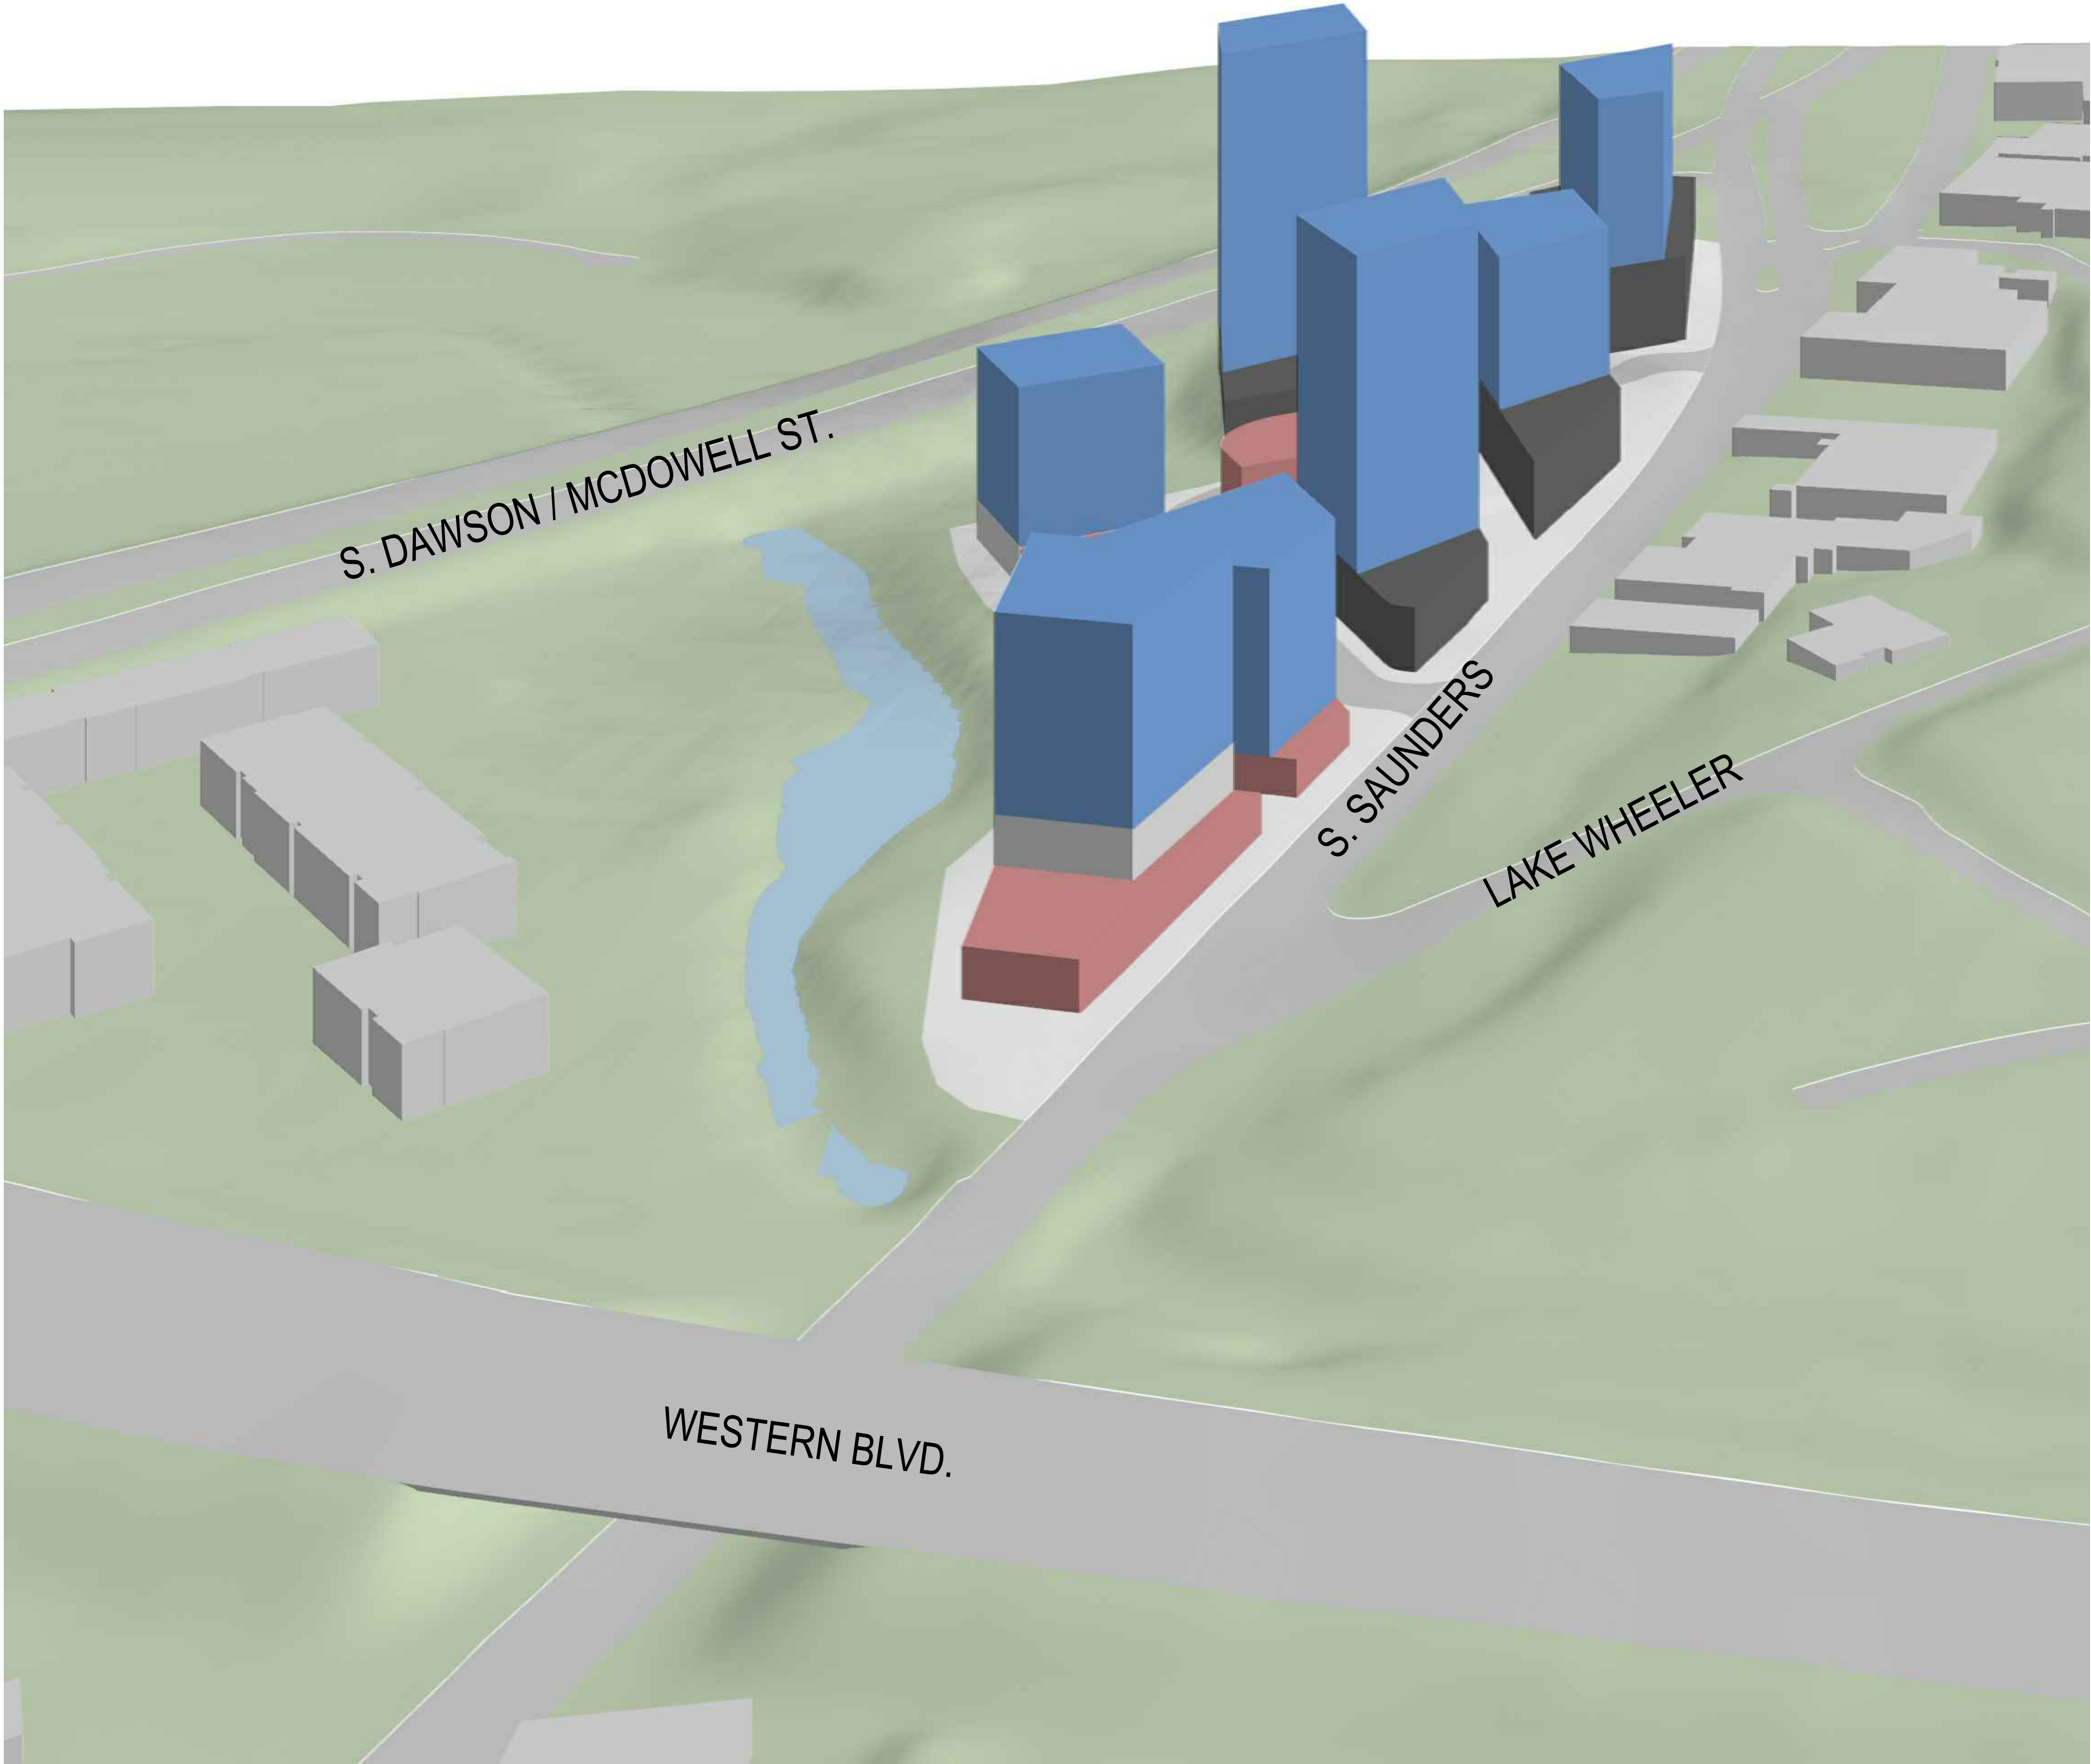 S. DAWSON / MCDOWELL ST.
S. SAUNDERS
LAKE WHEELER
WESTERN BLVD.